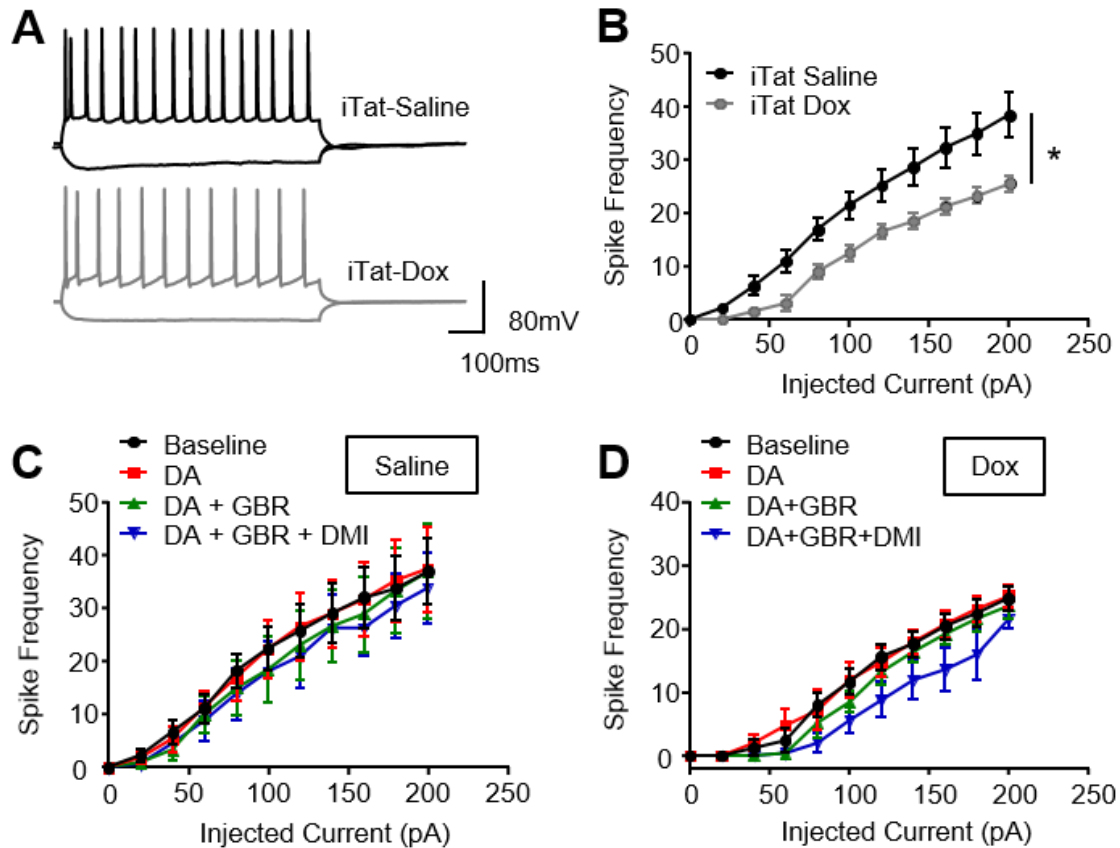 A
iTat-Saline
iTat-Dox
80mV
100ms
B
iTat Saline
iTat Dox
Spike Frequency
50
40
30
20
10
0
*
0 50 100 150 200 250
Injected Current (pA)
C
Baseline
DA
DA + GBR
DA + GBR + DMI
Saline
Spike Frequency
50
40
30
20
10
0
0 50 100 150 200 250
Injected Current (pA)
D
Baseline
DA
DA+GBR
DA+GBR+DMI
Dox
Spike Frequency
40
30
20
10
0
0 50 100 150 200 250
Injected Current (pA)